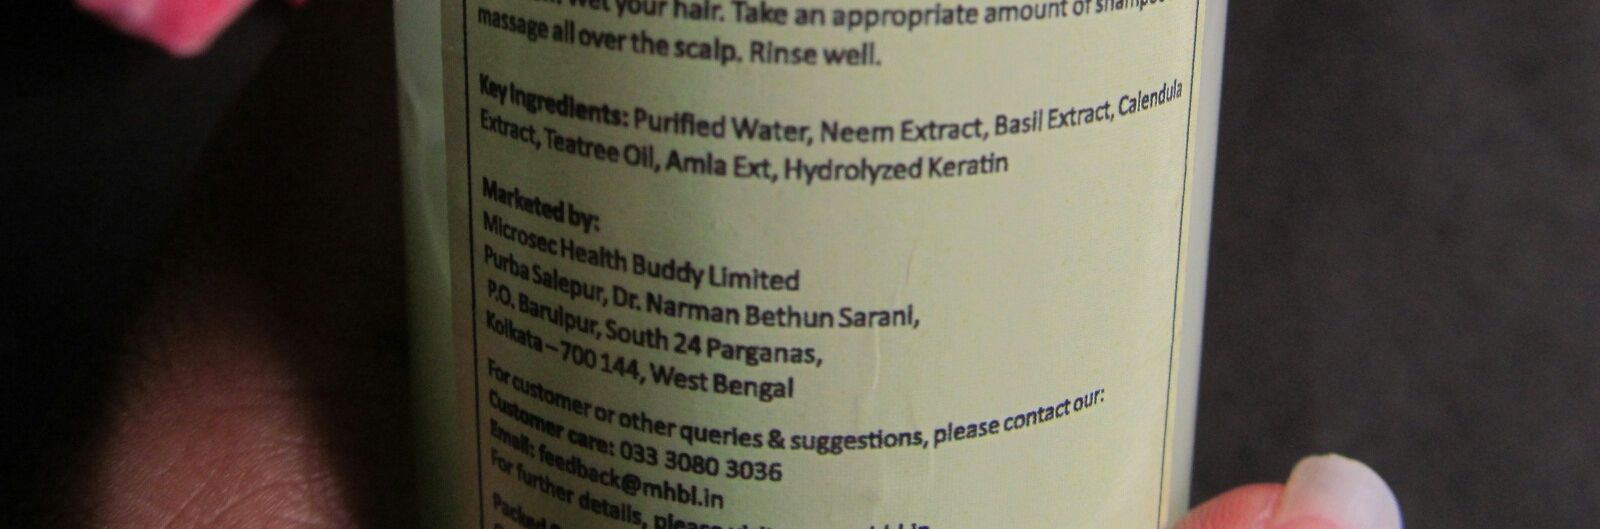 wet your hair. Take an appropriate amount of
massage all over the scalp. Rinse well.
Key Ingredients: Purified Water, Neem Extract, Basil Extract, Calendula
Extract, Teatree Oil, Amla Ext, Hydrolyzed Keratin
Marketed by:
Microsec Health Buddy Limited
Purba Salepur, Dr. Narman Bethun Sarani,
P.O. Baruipur, South 24 Parganas,
Kolkata – 700 144, West Bengal
For customer or other queries & suggestions, please contact our:
Customer care: 033 3080 3036
Email: feedback@mhbl.in
For further details, please
Packed